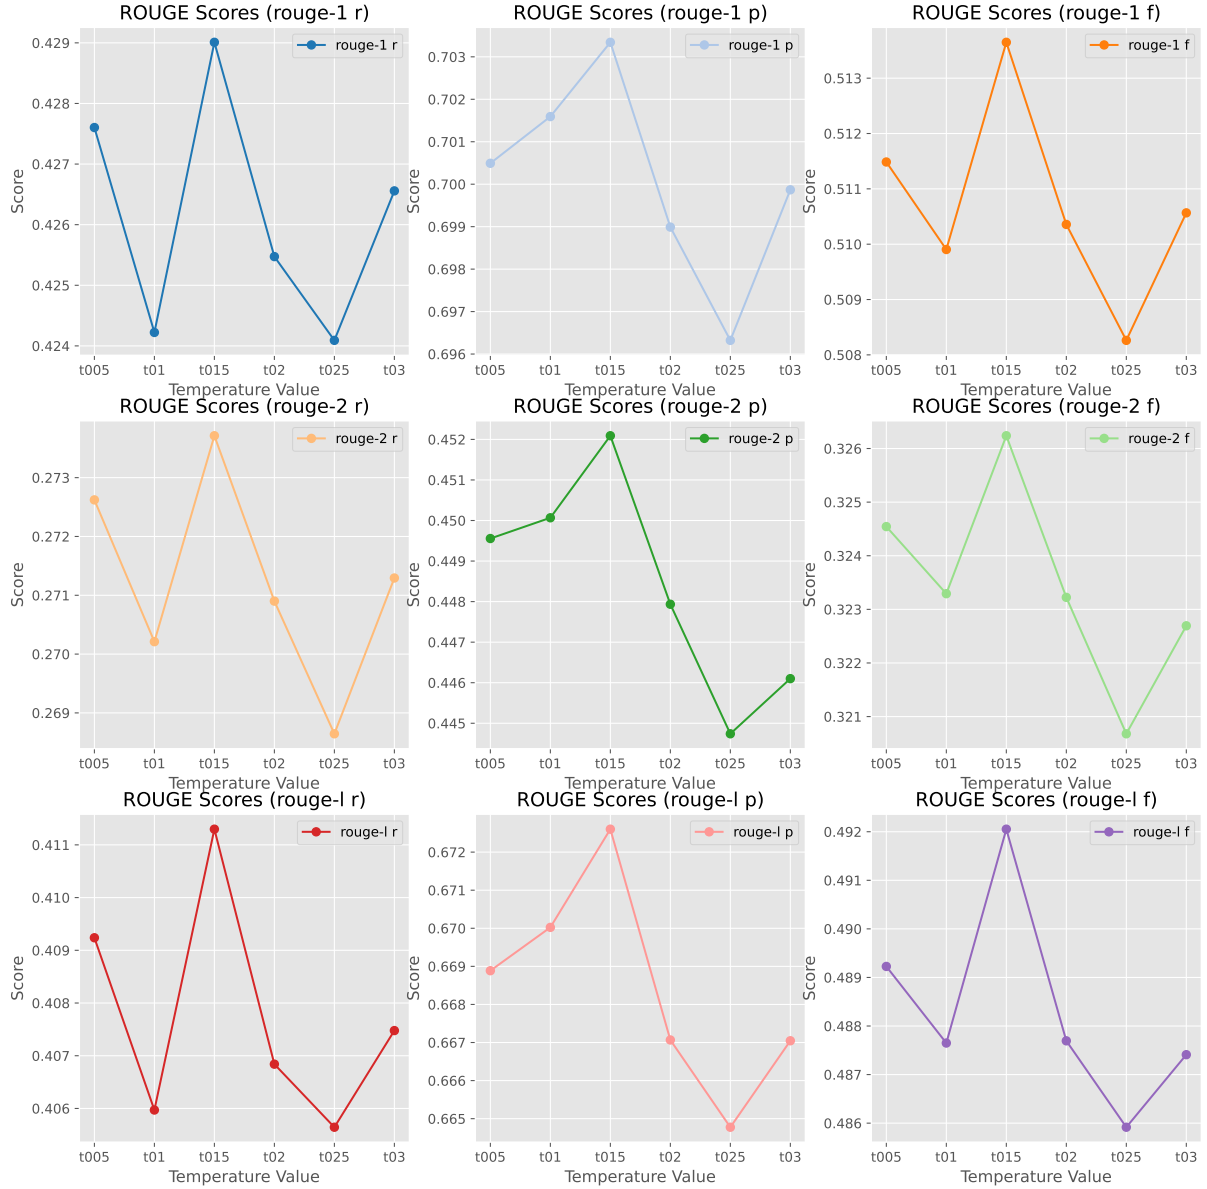 ROUGE Scores (rouge-1 r)
rouge-1 r
0.429
0.428
0.427
0.426
0.425
0.424
Score
t005 t01 t015 t02 t025 t03
Temperature Value
ROUGE Scores (rouge-1 p)
rouge-1 p
0.703
0.702
0.701
0.700
0.699
0.698
0.697
0.696
Score
t005 t01 t015 t02 t025 t03
Temperature Value
ROUGE Scores (rouge-1 f)
rouge-1 f
0.513
0.512
0.511
0.510
0.509
0.508
Score
t005 t01 t015 t02 t025 t03
Temperature Value
ROUGE Scores (rouge-2 r)
rouge-2 r
0.273
0.272
0.271
0.270
0.269
Score
t005 t01 t015 t02 t025 t03
Temperature Value
ROUGE Scores (rouge-2 p)
rouge-2 p
0.452
0.451
0.450
0.449
0.448
0.447
0.446
0.445
Score
t005 t01 t015 t02 t025 t03
Temperature Value
ROUGE Scores (rouge-2 f)
rouge-2 f
0.326
0.325
0.324
0.323
0.322
0.321
Score
t005 t01 t015 t02 t025 t03
Temperature Value
ROUGE Scores (rouge-l r)
rouge-l r
0.411
0.410
0.409
0.408
0.407
0.406
Score
t005 t01 t015 t02 t025 t03
Temperature Value
ROUGE Scores (rouge-l p)
rouge-l p
0.672
0.671
0.670
0.669
0.668
0.667
0.666
0.665
Score
t005 t01 t015 t02 t025 t03
Temperature Value
ROUGE Scores (rouge-l f)
rouge-l f
0.492
0.491
0.490
0.489
0.488
0.487
0.486
Score
t005 t01 t015 t02 t025 t03
Temperature Value